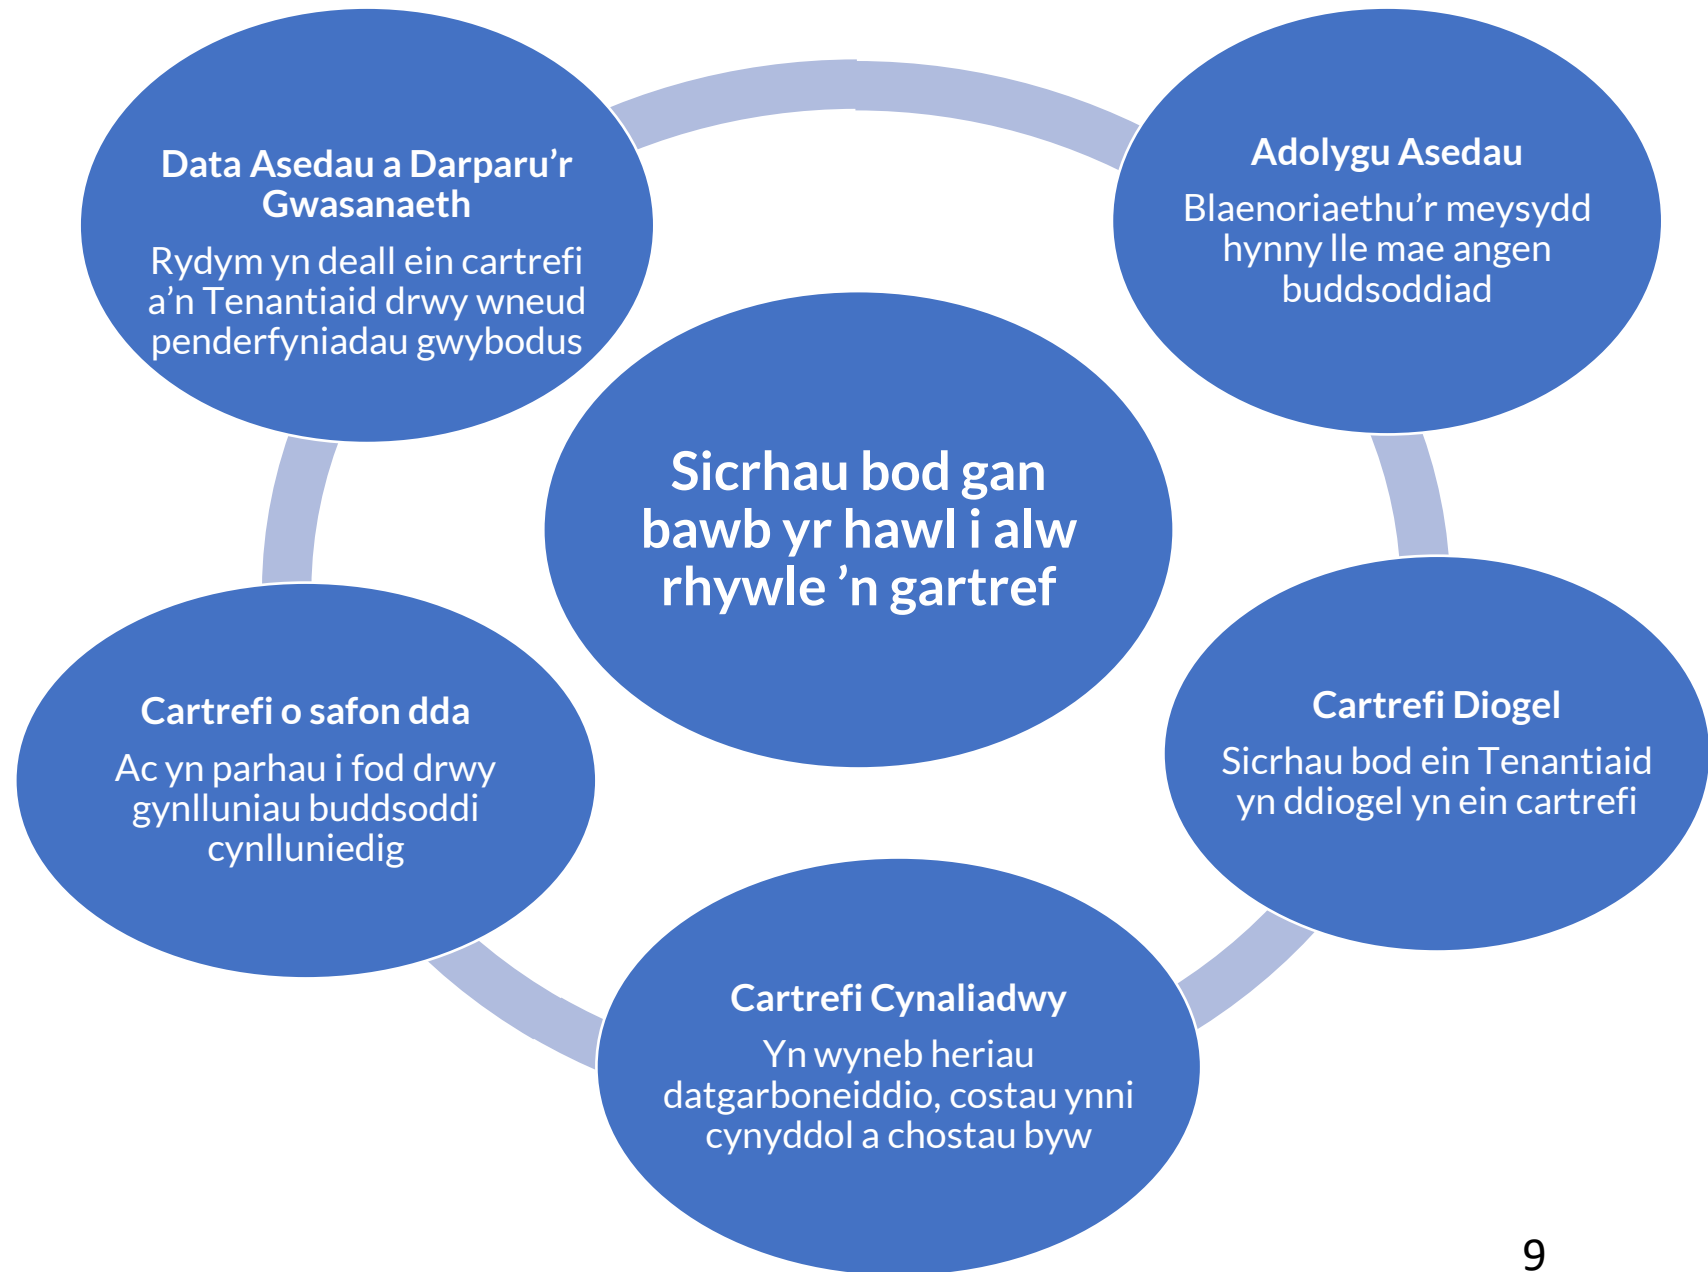 Data Asedau a Darparu’r
Gwasanaeth
Rydym yn deall ein cartrefi
a’n Tenantiaid drwy wneud
penderfyniadau gwybodus
Adolygu Asedau
Blaenoriaethu’r meysydd
hynny lle mae angen
buddsoddiad
Sicrhau bod gan
bawb yr hawl i alw
rhywle ’n gartref
Cartrefi o safon dda
Ac yn parhau i fod drwy
gynlluniau buddsoddi
cynlluniedig
Cartrefi Diogel
Sicrhau bod ein Tenantiaid
yn ddiogel yn ein cartrefi
Cartrefi Cynaliadwy
Yn wyneb heriau
datgarboneiddio, costau ynni
cynyddol a chostau byw
9